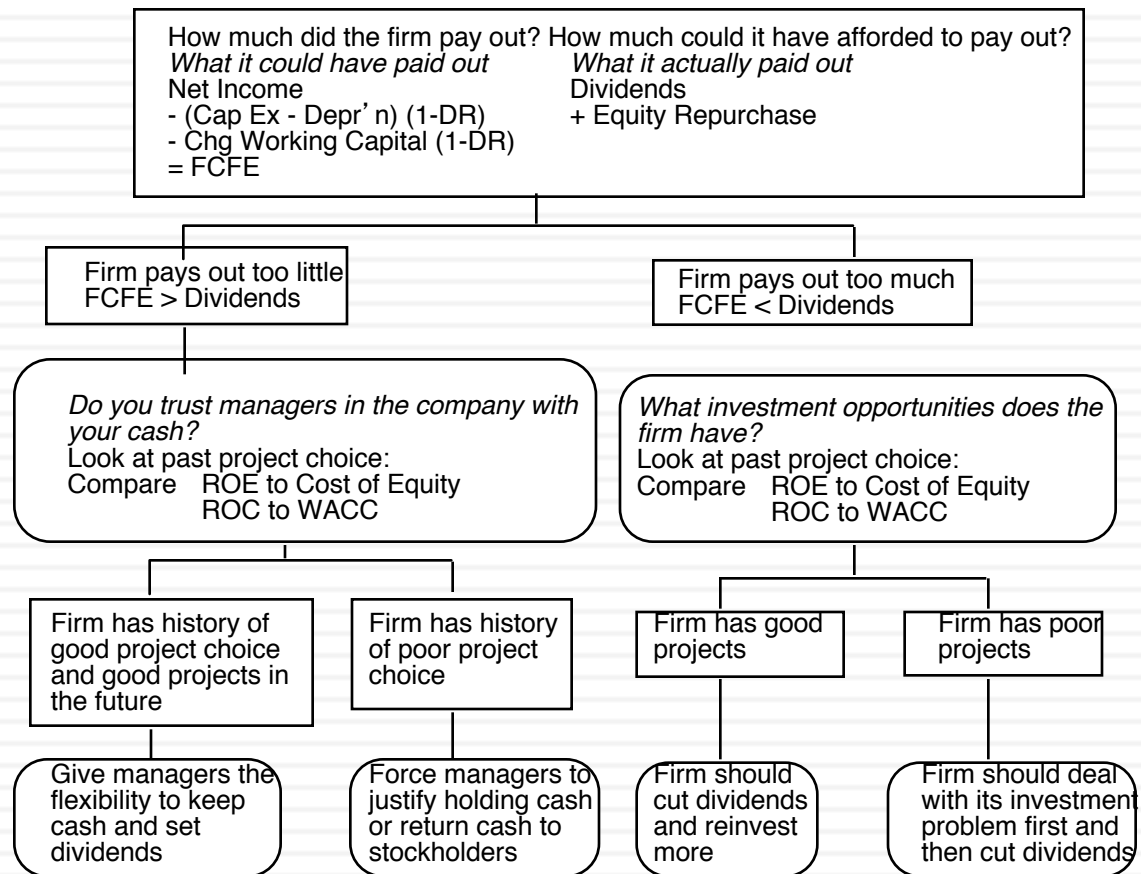 How much did the firm pay out? How much could it have afforded to pay out?
What it could have paid out
Net Income
- (Cap Ex - Depr’n) (1-DR)
- Chg Working Capital (1-DR)
= FCFE
What it actually paid out
Dividends
+ Equity Repurchase
Firm pays out too little
FCFE > Dividends
Firm pays out too much
FCFE < Dividends
Do you trust managers in the company with
your cash?
Look at past project choice:
Compare ROE to Cost of Equity
ROC to WACC
What investment opportunities does the
firm have?
Look at past project choice:
Compare ROE to Cost of Equity
ROC to WACC
Firm has history of
good project choice
and good projects in
the future
Firm has history
of poor project
choice
Firm has good
projects
Firm has poor
projects
Give managers the
flexibility to keep
cash and set
dividends
Force managers to
justify holding cash
or return cash to
stockholders
Firm should
cut dividends
and reinvest
more
Firm should deal
with its investment
problem first and
then cut dividends